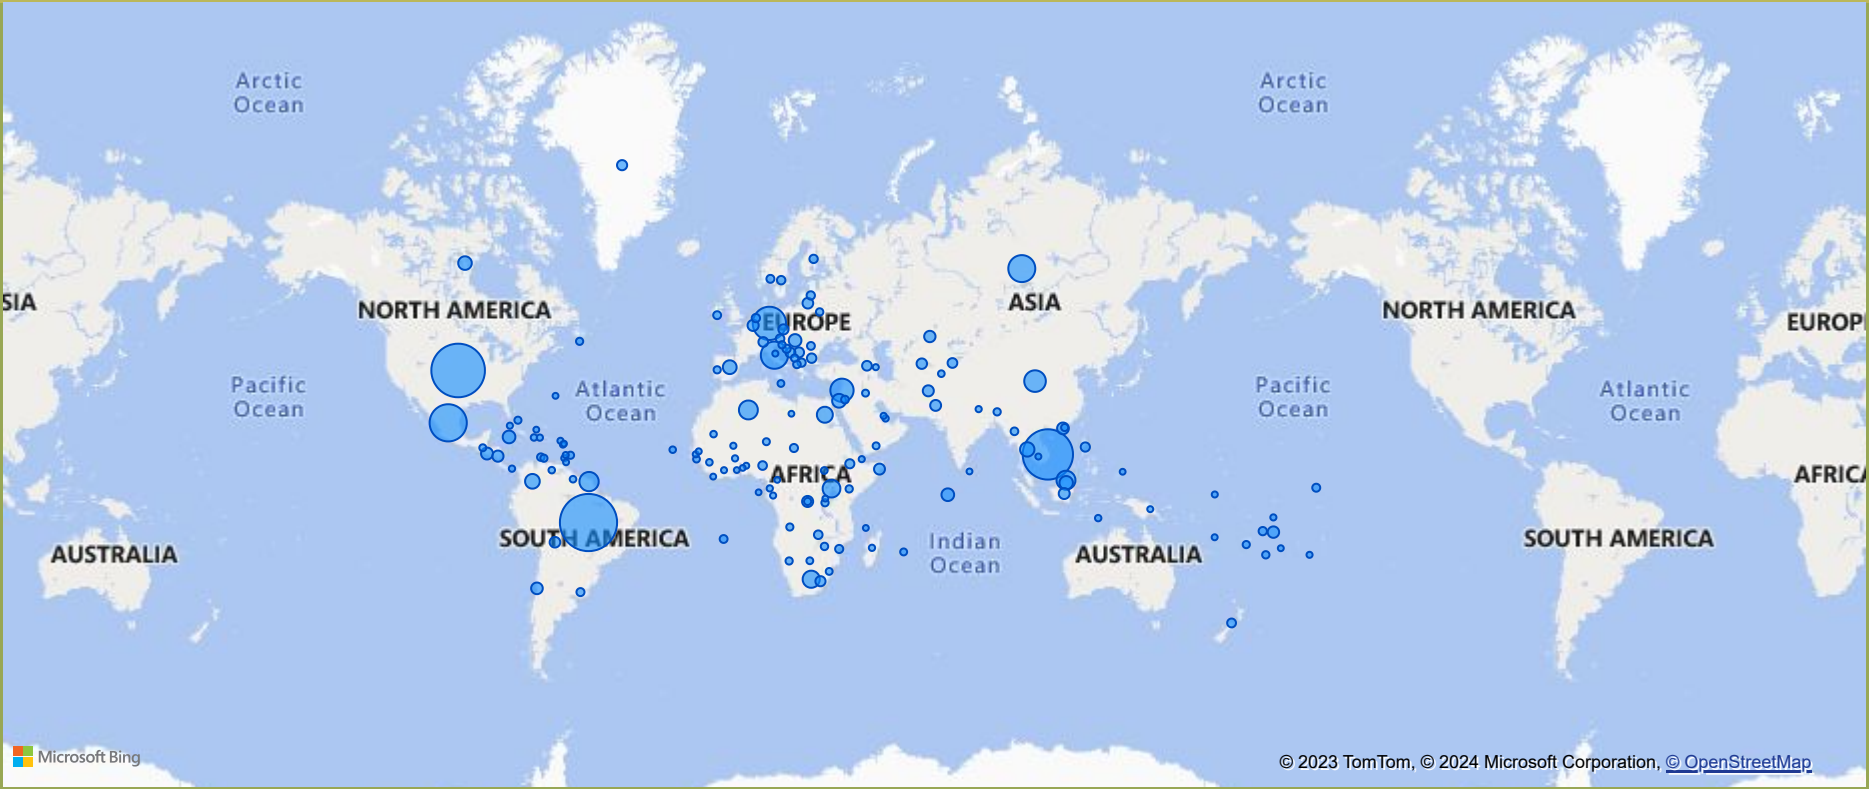 Arctic
Ocean
Arctic
Ocean
SIA
NORTH AMERICA
ASIA
NORTH AMERICA
EUROPE
EUROP
Pacific
Ocean
Atlantic
Ocean
Pacific
Ocean
Atlantic
Ocean
AFRICA
AFRICA
SOUTH AMERICA
Indian
Ocean
SOUTH AMERICA
AUSTRALIA
AUSTRALIA
Microsoft Bing
© 2023 TomTom, © 2024 Microsoft Corporation, © OpenStreetMap